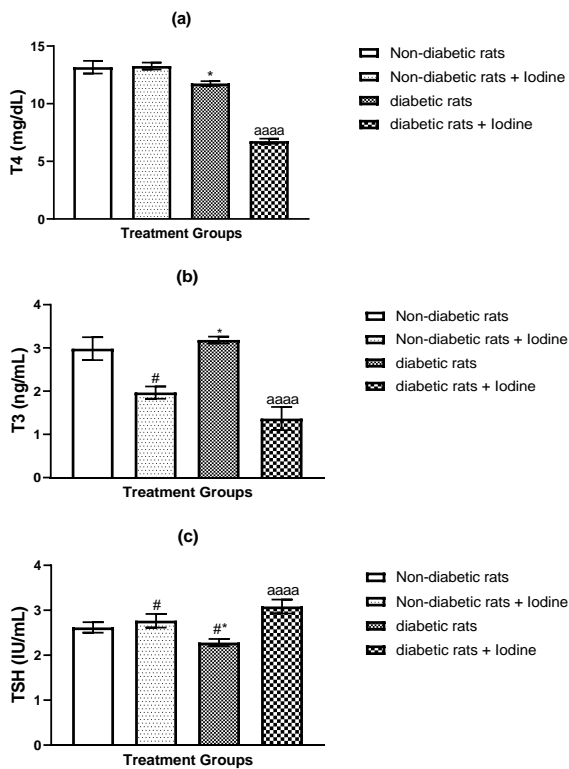 (a)
15
10
5
0
T4 (mg/dL)
*
aaaa
Treatment Groups
Non-diabetic rats
Non-diabetic rats + Iodine
diabetic rats
diabetic rats + Iodine
(b)
4
3
2
1
0
T3 (ng/mL)
#
*
aaaa
Treatment Groups
Non-diabetic rats
Non-diabetic rats + Iodine
diabetic rats
diabetic rats + Iodine
(c)
4
3
2
1
0
TSH (IU/mL)
#
#*
aaaa
Treatment Groups
Non-diabetic rats
Non-diabetic rats + Iodine
diabetic rats
diabetic rats + Iodine